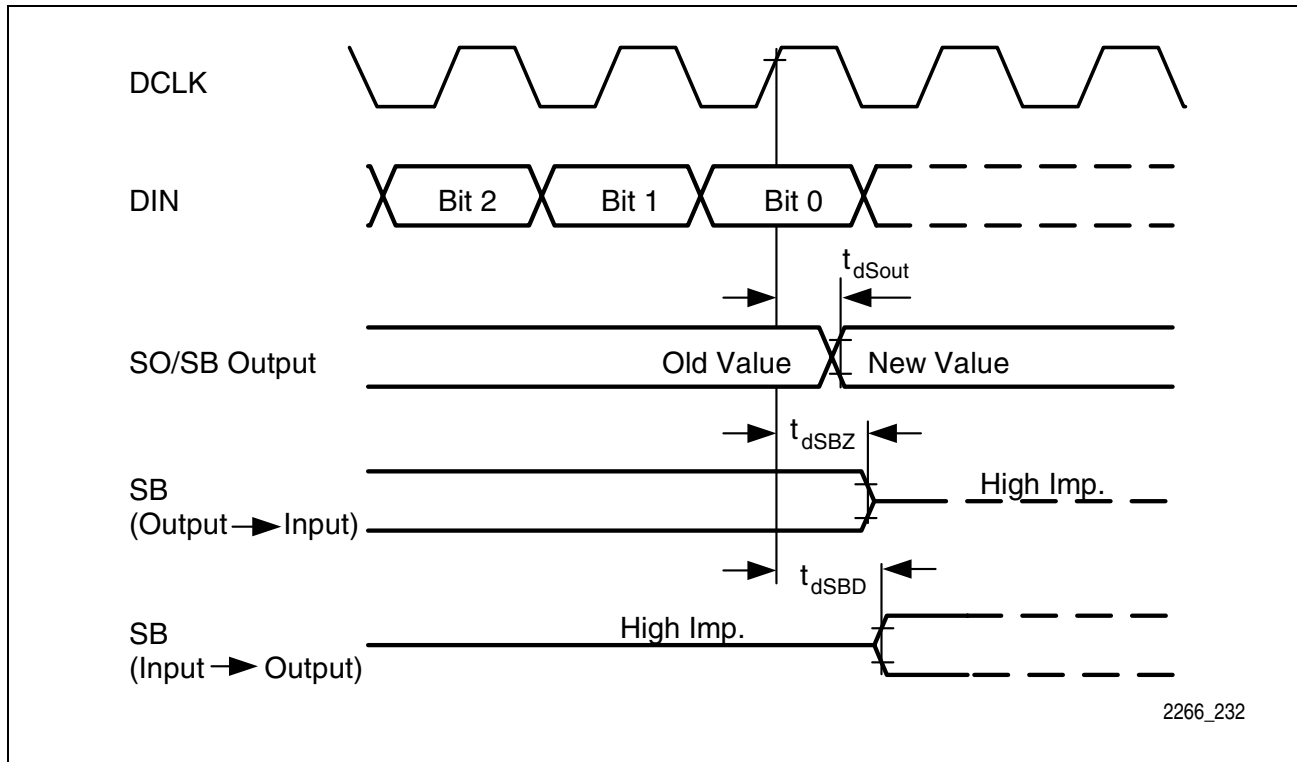 DCLK
DIN
Bit 2 Bit 1 Bit 0
tdSout
SO/SB Output
Old Value New Value
tdSBZ
SB
(Output → Input)
High Imp.
tdSBD
SB
(Input → Output)
High Imp.
2266_232